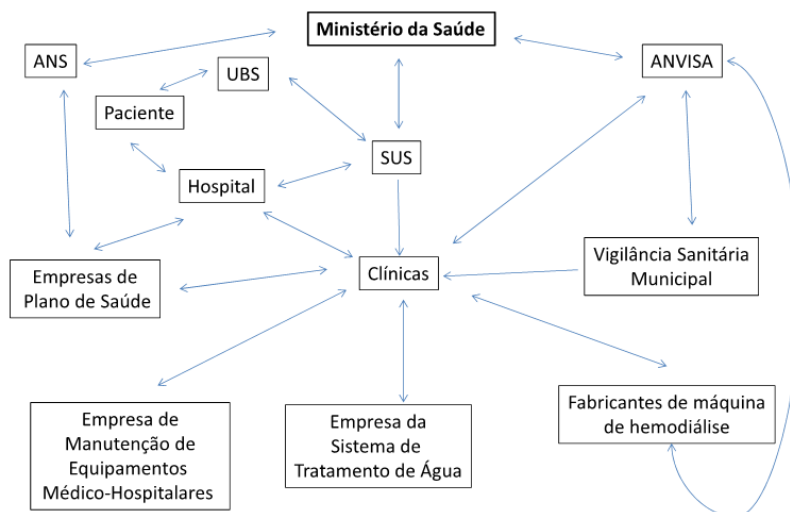 Ministério da Saúde
ANS
UBS
ANVISA
Paciente
SUS
Hospital
Empresas de
Plano de Saúde
Clínicas
Vigilância Sanitária
Municipal
Empresa de
Manutenção de
Equipamentos
Médico-Hospitalares
Empresa da
Sistema de
Tratamento de Água
Fabricantes de máquina
de hemodiálise